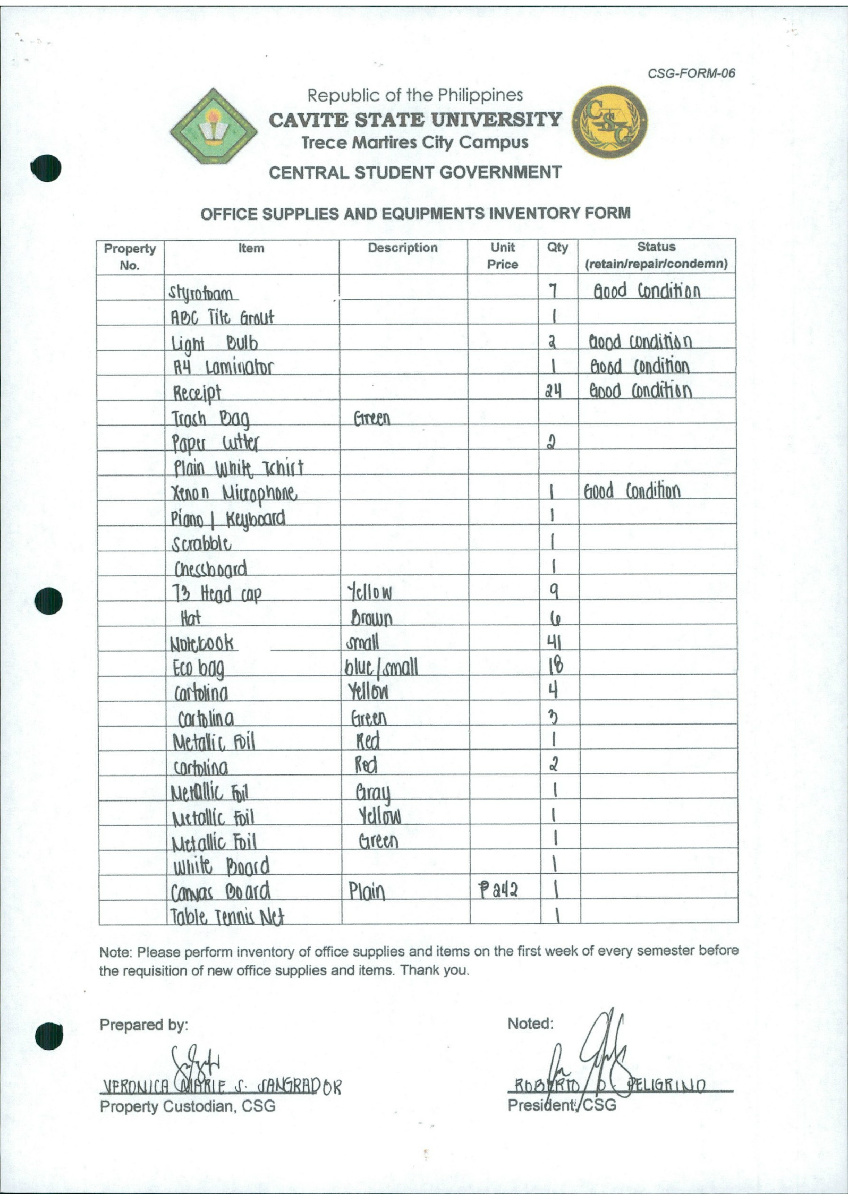 CSG-FORM-06
Republic of the Philippines
CAVITE STATE UNIVERSITY
Trece Martires City Campus
CENTRAL STUDENT GOVERNMENT
OFFICE SUPPLIES AND EQUIPMENTS INVENTORY FORM
Property No. Item Description Unit Price Qty Status (retain/repair/condemn)
Styrofoam 7 Good Condition
ABC Tile Grout 1
Light Bulb 2 Good Condition
A4 Laminator 1 Good Condition
Receipt 24 Good Condition
Trash Bag Green
Paper Cutter 2
Plain White Tshirt
Xenon Microphone 1 Good Condition
Piano | Keyboard 1
Scrabble 1
Chessboard 1
T3 Head cap Yellow 9
Hat Brown 6
Notebook small 41
Eco bag blue/small 18
Cartolina Yellow 4
Cartolina Green 3
Metallic Foil Red 1
Cartolina Red 2
Metallic Foil Gray 1
Metallic Foil Yellow 1
Metallic Foil Green 1
White Board 1
Canvas Board Plain ₱242 1
Table Tennis Net 1
Note: Please perform inventory of office supplies and items on the first week of every semester before
the requisition of new office supplies and items. Thank you.
Prepared by: Noted:
VERONICA MARIE S. SANGRADOR ROBERTO D. PELIGRINO
Property Custodian, CSG President, CSG